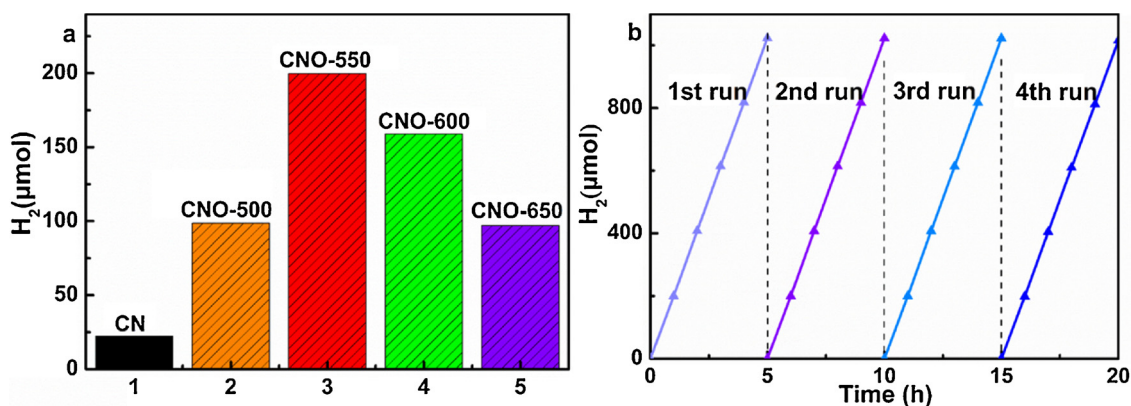 a
CNO-550
200
CNO-600
150
H2(μmol)
CNO-500
CNO-650
100
50
CN
0
1 2 3 4 5
b
1st run 2nd run 3rd run 4th run
800
H2(μmol)
400
0
0 5 10 15 20
Time (h)